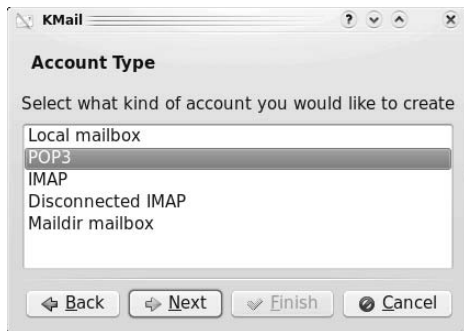 KMail
Account Type
Select what kind of account you would like to create
Local mailbox
POP3
IMAP
Disconnected IMAP
Maildir mailbox
Back Next Finish Cancel